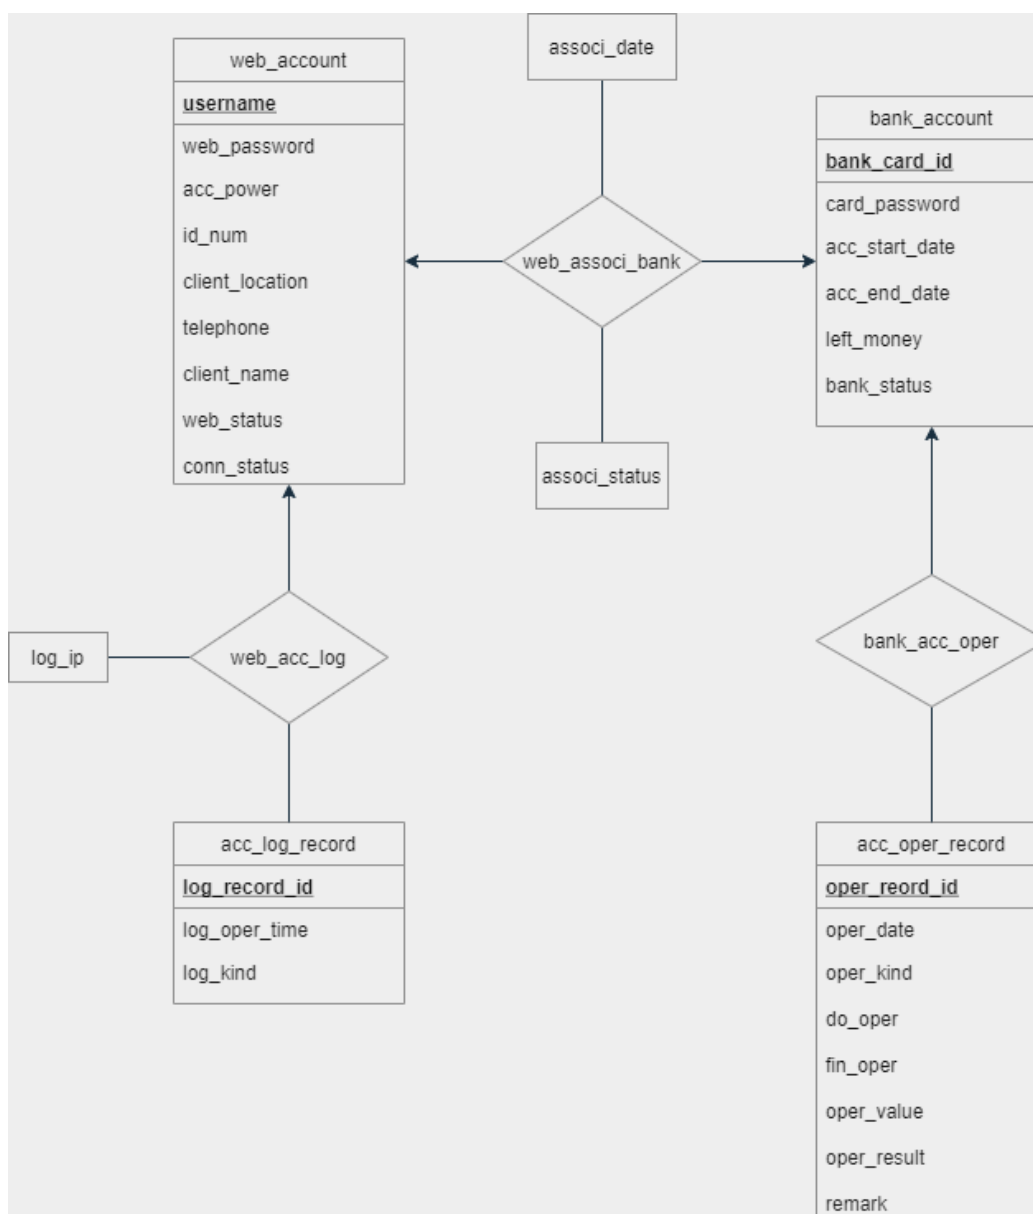 web_account
username
web_password
acc_power
id_num
client_location
telephone
client_name
web_status
conn_status
associ_date
web_associ_bank
associ_status
bank_account
bank_card_id
card_password
acc_start_date
acc_end_date
left_money
bank_status
log_ip
web_acc_log
bank_acc_oper
acc_log_record
log_record_id
log_oper_time
log_kind
acc_oper_record
oper_reord_id
oper_date
oper_kind
do_oper
fin_oper
oper_value
oper_result
remark